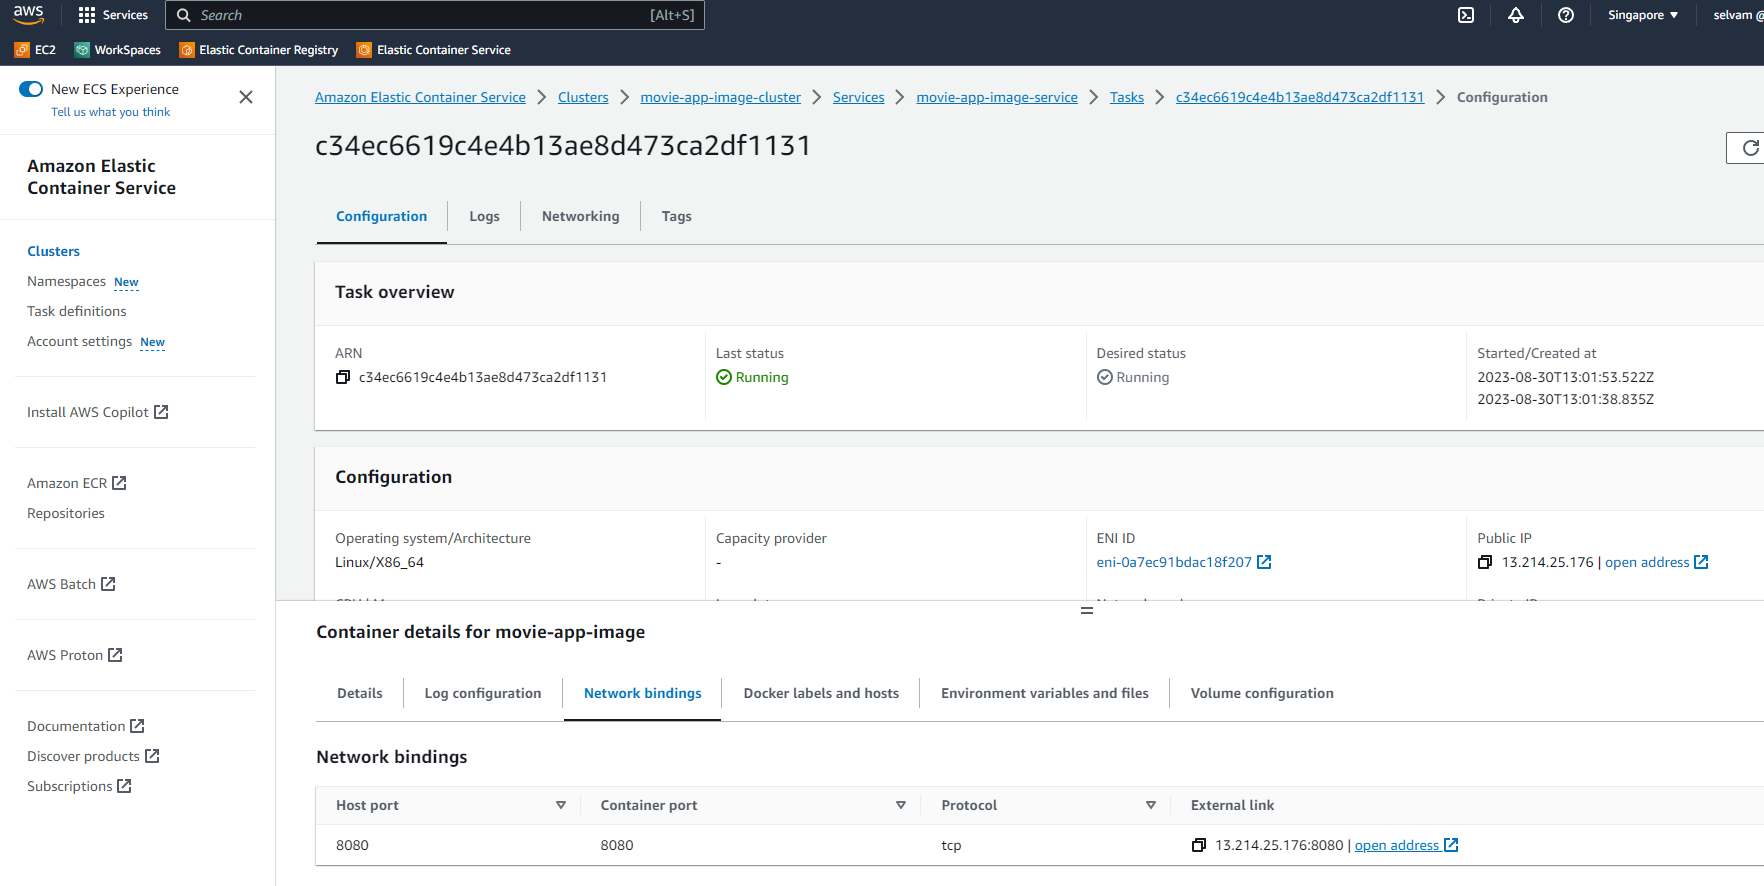 aws
Services
Search
[Alt+S]
Singapore
selvam @
EC2
WorkSpaces
Elastic Container Registry
Elastic Container Service
New ECS Experience
Tell us what you think
Amazon Elastic
Container Service
Clusters
Namespaces New
Task definitions
Account settings New
Install AWS Copilot
Amazon ECR
Repositories
AWS Batch
AWS Proton
Documentation
Discover products
Subscriptions
Amazon Elastic Container Service > Clusters > movie-app-image-cluster > Services > movie-app-image-service > Tasks > c34ec6619c4e4b13ae8d473ca2df1131 > Configuration
c34ec6619c4e4b13ae8d473ca2df1131
Configuration
Logs
Networking
Tags
Task overview
ARN
c34ec6619c4e4b13ae8d473ca2df1131
Last status
Running
Desired status
Running
Started/Created at
2023-08-30T13:01:53.522Z
2023-08-30T13:01:38.835Z
Configuration
Operating system/Architecture
Linux/X86_64
Capacity provider
-
ENI ID
eni-0a7ec91bdac18f207
Public IP
13.214.25.176 | open address
Container details for movie-app-image
Details
Log configuration
Network bindings
Docker labels and hosts
Environment variables and files
Volume configuration
Network bindings
Host port
Container port
Protocol
External link
8080
8080
tcp
13.214.25.176:8080 | open address